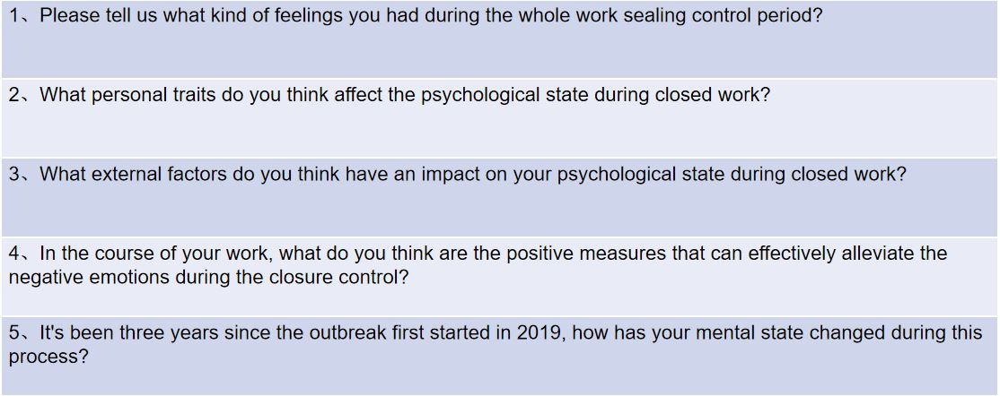 1、Please tell us what kind of feelings you had during the whole work sealing control period?
2、What personal traits do you think affect the psychological state during closed work?
3、What external factors do you think have an impact on your psychological state during closed work?
4、In the course of your work, what do you think are the positive measures that can effectively alleviate the
negative emotions during the closure control?
5、It's been three years since the outbreak first started in 2019, how has your mental state changed during this
process?